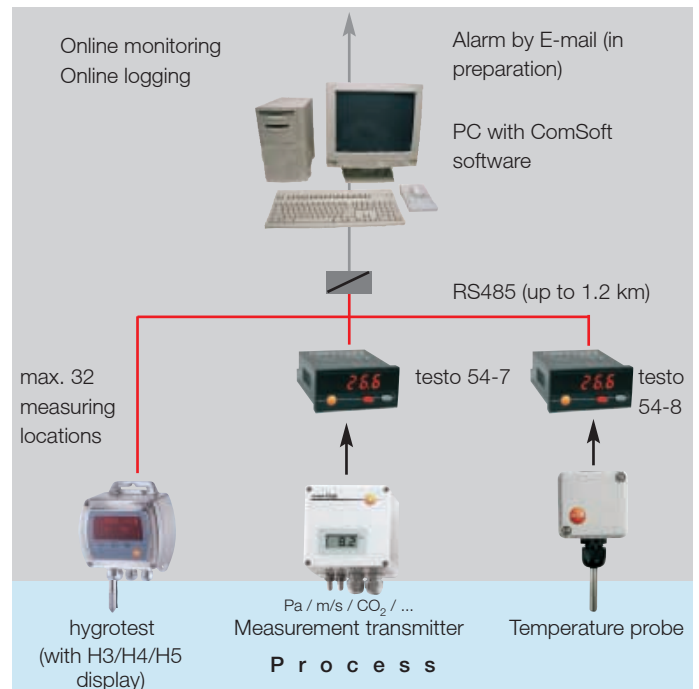 Online monitoring
Online logging
Alarm by E-mail (in
preparation)
PC with ComSoft
software
RS485 (up to 1.2 km)
max. 32
measuring
locations
26.6
testo 54-7
26.6
testo
54-8
8.2
Pa / m/s / CO₂ / ...
hygrotest
(with H3/H4/H5
display)
Measurement transmitter
Temperature probe
Process